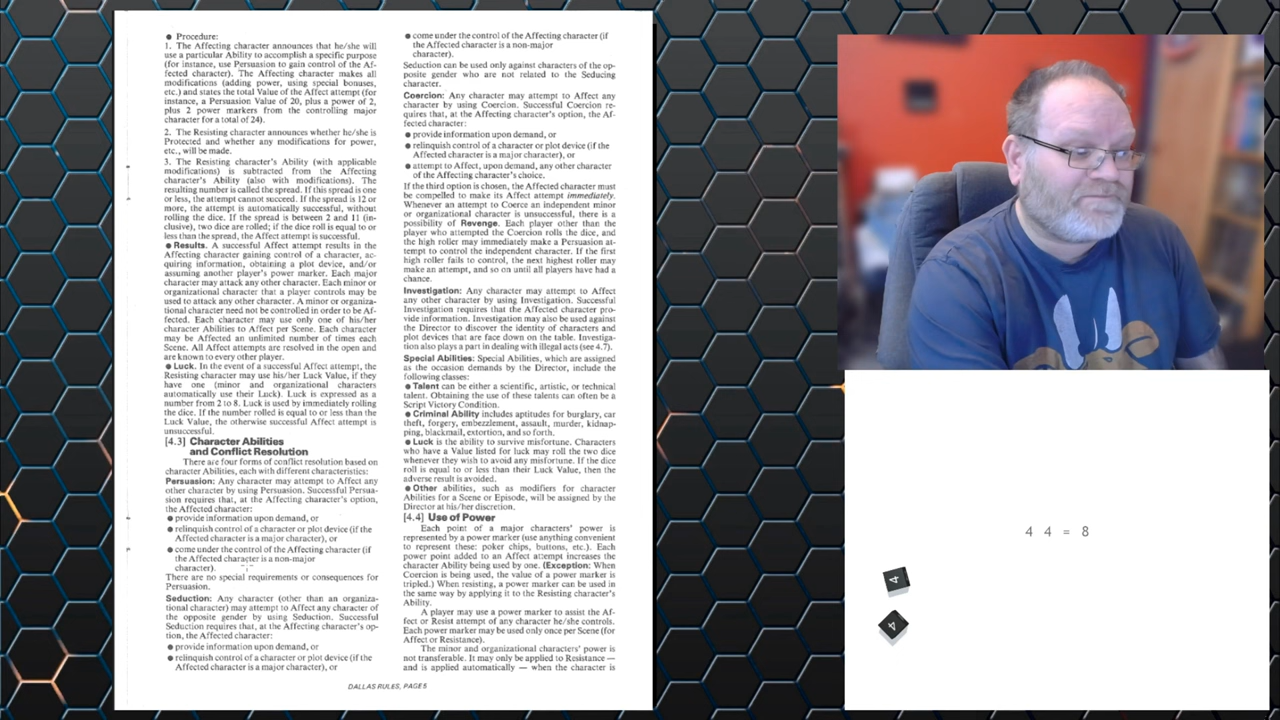 ● Procedure:
1. The Affecting character announces that he/she will
use a particular Ability to accomplish a specific purpose
(for instance, use Persuasion to gain control of the Af-
fected character). The Affecting character makes all
modifications (adding power, using special bonuses,
etc.) and states the total Value of the Affect attempt (for
instance, a Persuasion Value of 20, plus a power of 2,
plus 2 power markers from the controlling major
character for a total of 24).
2. The Resisting character announces whether he/she is
Protected and whether any modifications for power,
etc., will be made.
3. The Resisting character's Ability (with applicable
modifications) is subtracted from the Affecting
character's Ability (also with modifications). The
resulting number is called the spread. If this spread is one
or less, the attempt cannot succeed. If the spread is 12 or
more, the attempt is automatically successful, without
rolling the dice. If the spread is between 2 and 11 (in-
clusive), two dice are rolled; if the dice roll is equal to or
less than the spread, the Affect attempt is successful.
● Results. A successful Affect attempt results in the
Affecting character gaining control of a character, ac-
quiring information, obtaining a plot device, and/or
assuming another player's power marker. Each major
character may attack any other character. Each minor or
organizational character that a player controls may be
used to attack any other character. A minor or organiza-
tional character need not be controlled in order to be Af-
fected. Each character may use only one of his/her
character Abilities to Affect per Scene. Each character
may be Affected an unlimited number of times each
Scene. All Affect attempts are resolved in the open and
are known to every other player.
● Luck. In the event of a successful Affect attempt, the
Resisting character may use his/her Luck Value, if they
have one (minor and organizational characters
automatically use their Luck). Luck is expressed as a
number from 2 to 8. Luck is used by immediately rolling
the dice. If the number rolled is equal to or less than the
Luck Value, the otherwise successful Affect attempt is
unsuccessful.
[4.3] Character Abilities
and Conflict Resolution
There are four forms of conflict resolution based on
character Abilities, each with different characteristics:
Persuasion: Any character may attempt to Affect any
other character by using Persuasion. Successful Persua-
sion requires that, at the Affecting character's option,
the Affected character:
● provide information upon demand, or
● relinquish control of a character or plot device (if the
Affected character is a major character), or
● come under the control of the Affecting character (if
the Affected character is a non-major
character).
There are no special requirements or consequences for
Persuasion.
Seduction: Any character (other than an organiza-
tional character) may attempt to Affect any character of
the opposite gender by using Seduction. Successful
Seduction requires that, at the Affecting character's op-
tion, the Affected character:
● provide information upon demand, or
● relinquish control of a character or plot device (if the
Affected character is a major character), or
● come under the control of the Affecting character (if
the Affected character is a non-major
character).
Seduction can be used only against characters of the op-
posite gender who are not related to the Seducing
character.
Coercion: Any character may attempt to Affect any
character by using Coercion. Successful Coercion re-
quires that, at the Affecting character's option, the Af-
fected character:
● provide information upon demand, or
● relinquish control of a character or plot device (if the
Affected character is a major character), or
● attempt to Affect, upon demand, any other character
of the Affecting character's choice.
If the third option is chosen, the Affected character must
be compelled to make its Affect attempt immediately.
Whenever an attempt to Coerce an independent minor
or organizational character is unsuccessful, there is a
possibility of Revenge. Each player other than the
player who attempted the Coercion rolls the dice, and
the high roller may immediately make a Persuasion at-
tempt to control the independent character. If the first
high roller fails to control, the next highest roller may
make an attempt, and so on until all players have had a
chance.
Investigation: Any character may attempt to Affect
any other character by using Investigation. Successful
Investigation requires that the Affected character pro-
vide information. Investigation may also be used against
the Director to discover the identity of characters and
plot devices that are face down on the table. Investiga-
tion also plays a part in dealing with illegal acts (see 4.7).
Special Abilities: Special Abilities, which are assigned
as the occasion demands by the Director, include the
following classes:
● Talent can be either a scientific, artistic, or technical
talent. Obtaining the use of these talents can often be a
Script Victory Condition.
● Criminal Ability includes aptitudes for burglary, car
theft, forgery, embezzlement, assault, murder, kidnap-
ping, blackmail, extortion, and so forth.
● Luck is the ability to survive misfortune. Characters
who have a Value listed for luck may roll the two dice
whenever they wish to avoid any misfortune. If the dice
roll is equal to or less than their Luck Value, then the
adverse result is avoided.
● Other abilities, such as modifiers for character
Abilities for a Scene or Episode, will be assigned by the
Director at his/her discretion.
[4.4] Use of Power
Each point of a major characters' power is
represented by a power marker (use anything convenient
to represent these: poker chips, buttons, etc.). Each
power point added to an Affect attempt increases the
character Ability being used by one. (Exception: When
Coercion is being used, the value of a power marker is
tripled.) When resisting, a power marker can be used in
the same way by applying it to the Resisting character's
Ability.
A player may use a power marker to assist the Af-
fect or Resist attempt of any character he/she controls.
Each power marker may be used only once per Scene (for
Affect or Resistance).
The minor and organizational characters' power is
not transferable. It may only be applied to Resistance —
and is applied automatically — when the character is
DALLAS RULES, PAGE 5
4 4 = 8
4
4